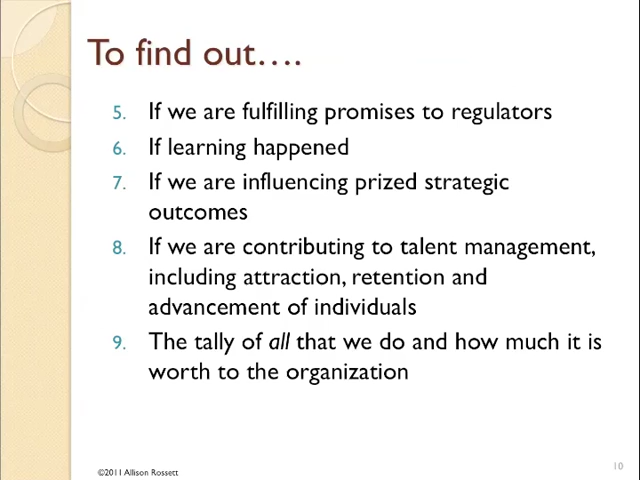 To find out….
5. If we are fulfilling promises to regulators
6. If learning happened
7. If we are influencing prized strategic
outcomes
8. If we are contributing to talent management,
including attraction, retention and
advancement of individuals
9. The tally of all that we do and how much it is
worth to the organization
©2011 Allison Rossett
10